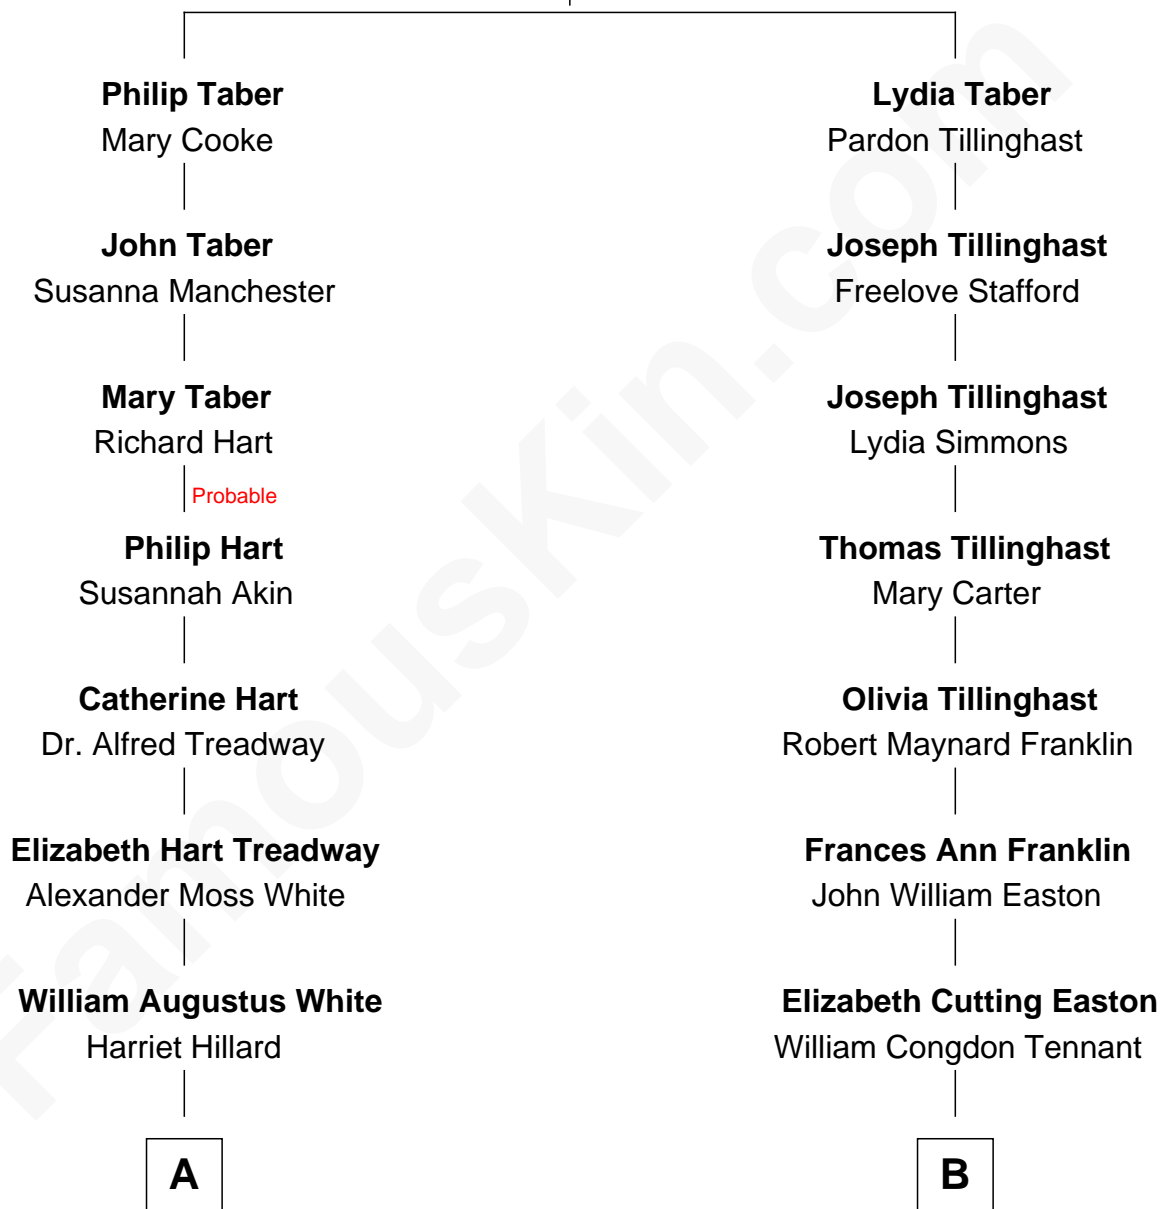 Philip Taber
Mary Cooke
John Taber
Susanna Manchester
Mary Taber
Richard Hart
Probable
Philip Hart
Susannah Akin
Catherine Hart
Dr. Alfred Treadway
Elizabeth Hart Treadway
Alexander Moss White
William Augustus White
Harriet Hillard
A
Lydia Taber
Pardon Tillinghast
Joseph Tillinghast
Freelove Stafford
Joseph Tillinghast
Lydia Simmons
Thomas Tillinghast
Mary Carter
Olivia Tillinghast
Robert Maynard Franklin
Frances Ann Franklin
John William Easton
Elizabeth Cutting Easton
William Congdon Tennant
B
FamousKin.com